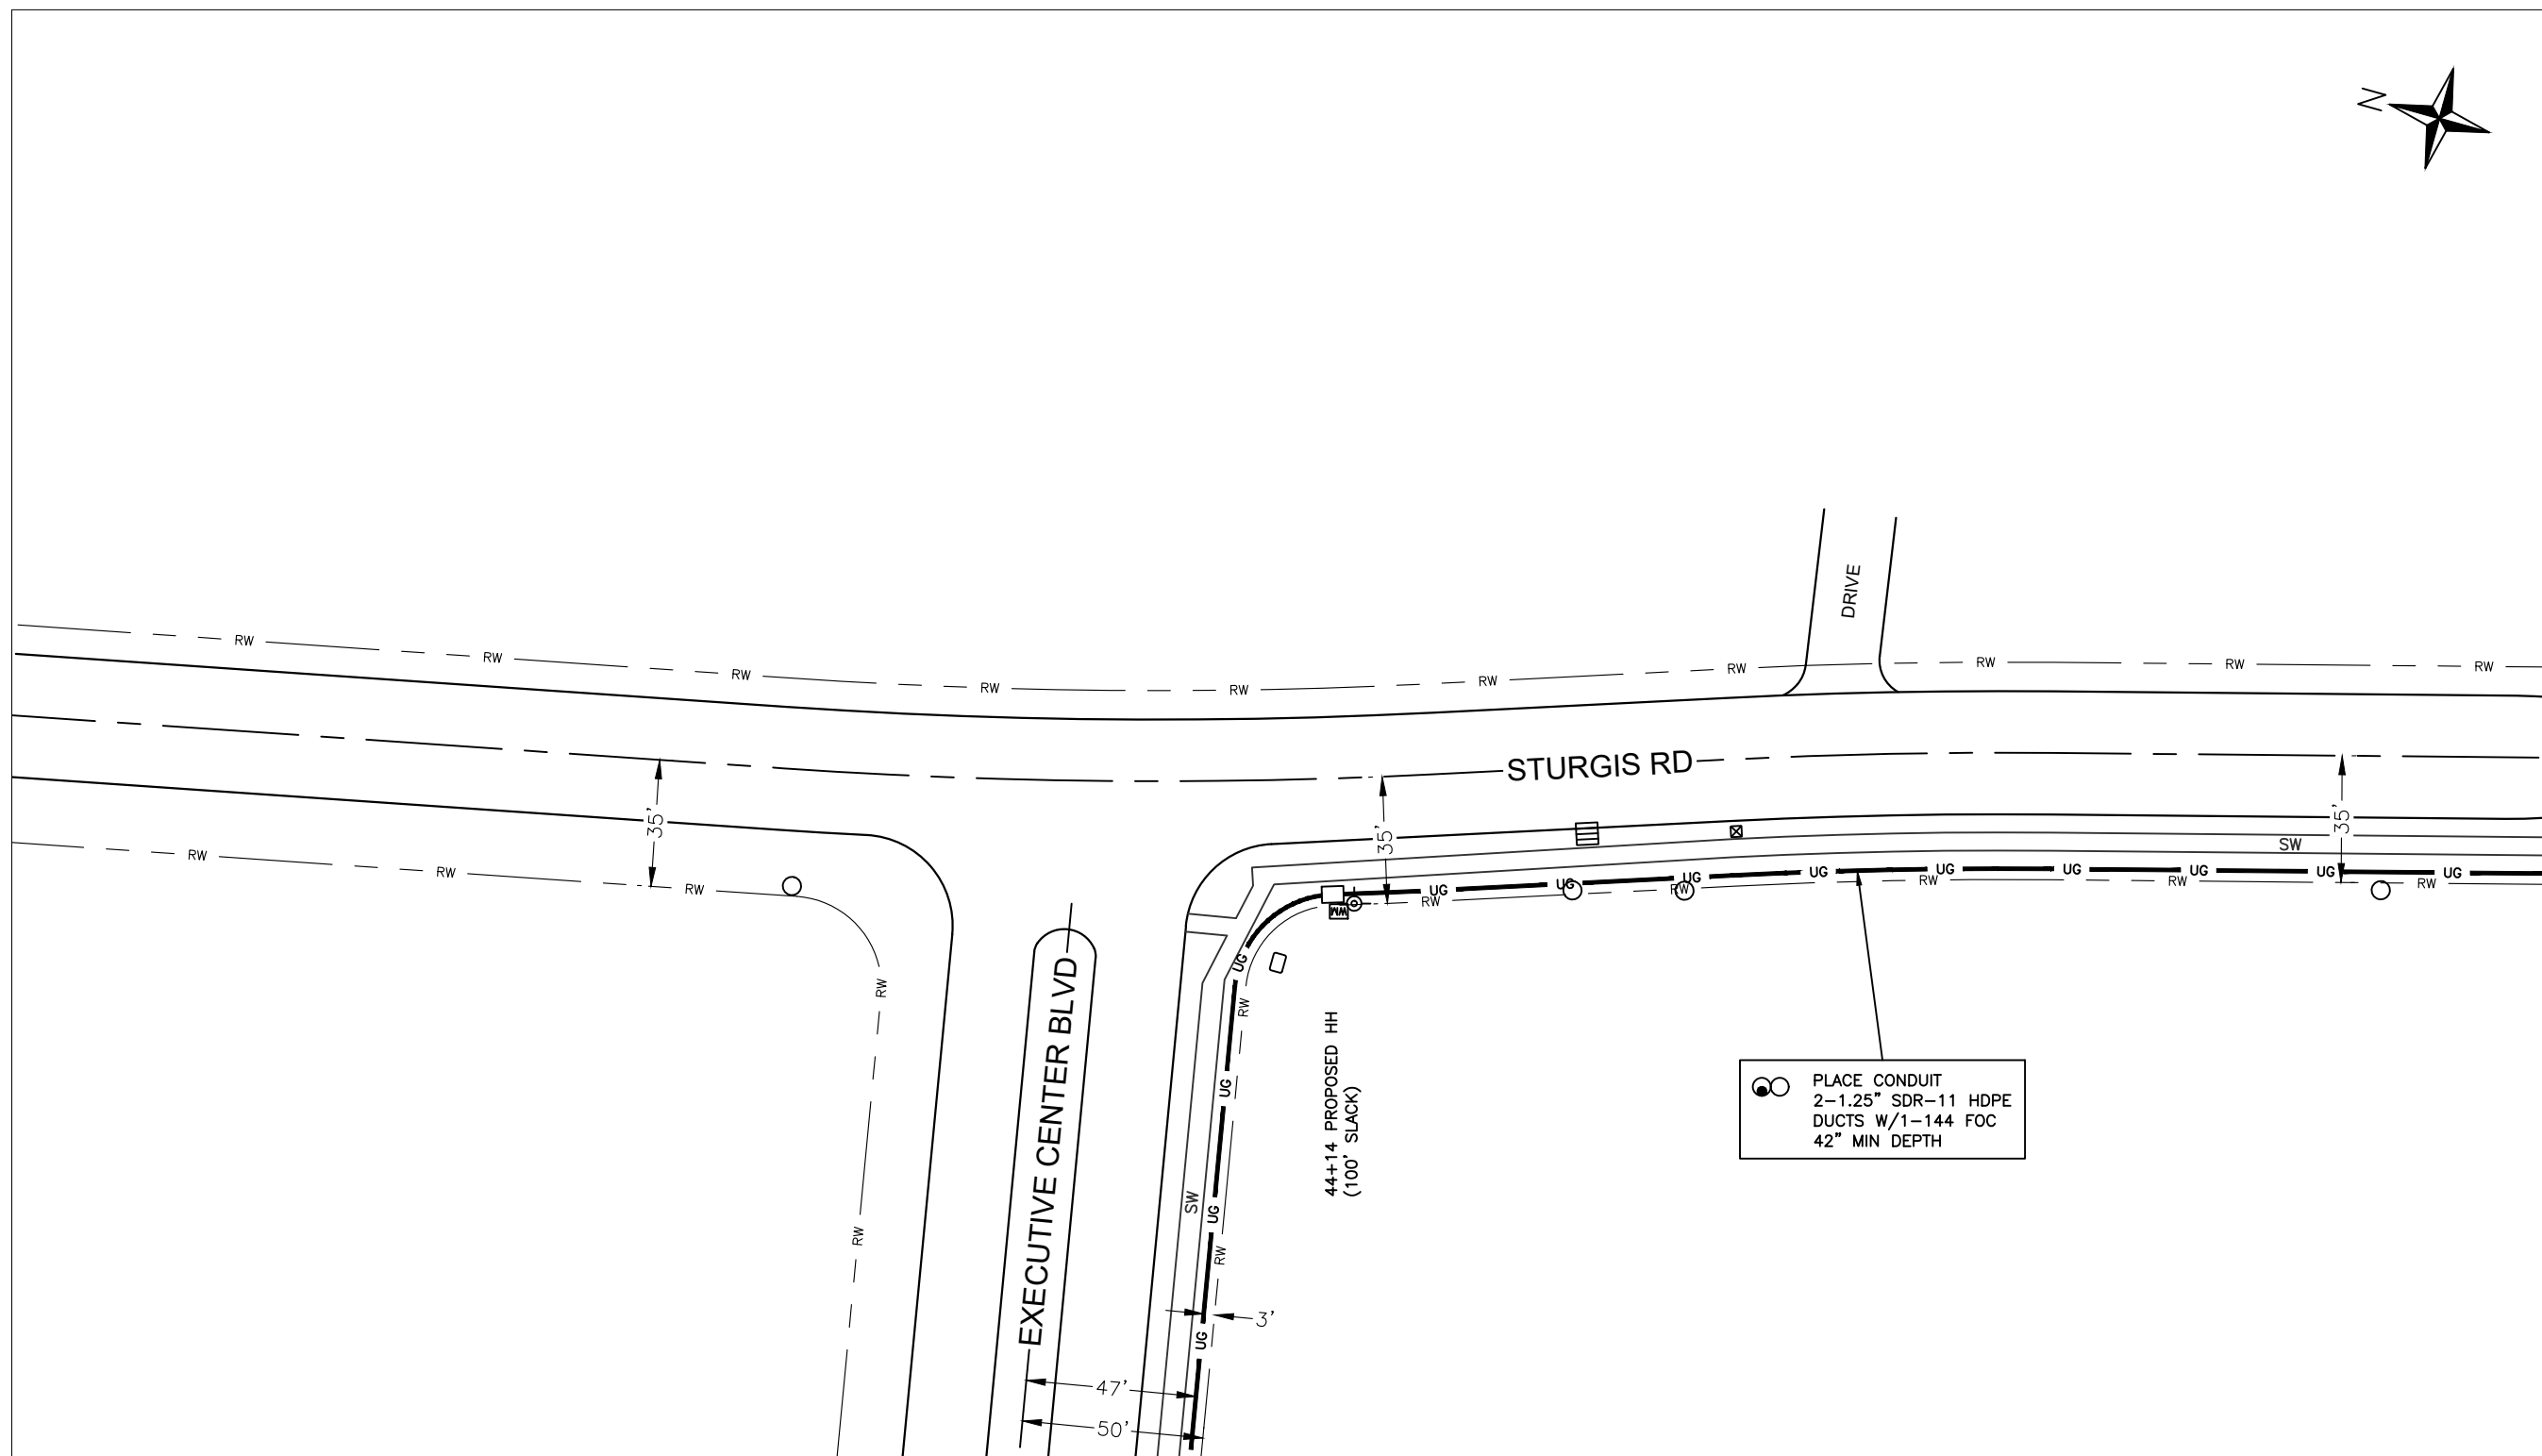 N
RW
RW
RW
RW
RW
RW
RW
RW
RW
RW
DRIVE
STURGIS RD
35'
35'
35'
RW
RW
RW
SW
UG
UG
UG
UG
UG
UG
UG
UG
UG
RW
RW
RW
RW
RW
WM
UG
RW
RW
EXECUTIVE CENTER BLVD
44+14 PROPOSED HH
(100' SLACK)
PLACE CONDUIT
2-1.25" SDR-11 HDPE
DUCTS W/1-144 FOC
42" MIN DEPTH
UG
SW
UG
RW
RW
3'
UG
47'
50'